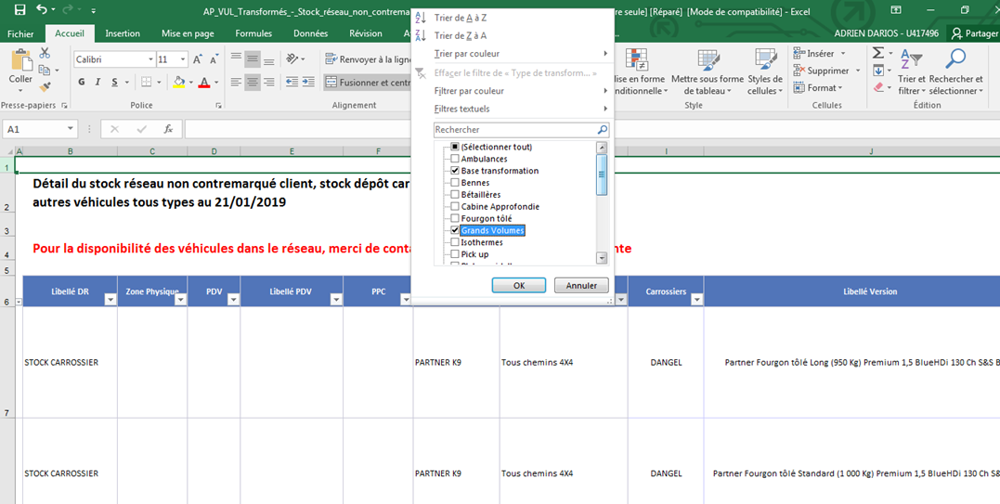 AP_VUL_Transformés_-_Stock_réseau_non_contrema
re seule] [Réparé] [Mode de compatibilité] - Excel
Fichier Accueil Insertion Mise en page Formules Données Révision
ADRIEN DARIOS - U417496 Partager
Coller
Calibri 11
G I S
Renvoyer à la ligne
Fusionner et centr
Mettre sous forme de tableau
Styles de cellules
Insérer
Supprimer
Format
Trier et filtrer
Rechercher et sélectionner
Presse-papiers Police Alignement Style Cellules Édition
A1 fx
Trier de A à Z
Trier de Z à A
Trier par couleur
Effacer le filtre de « Type de transform... »
Filtrer par couleur
Filtres textuels
Rechercher
(Sélectionner tout)
Ambulances
Base transformation
Bennes
Bétaillères
Cabine Approfondie
Fourgon tôlé
Grands Volumes
Isothermes
Pick up
OK Annuler
A B C D E F I J
1
2 Détail du stock réseau non contremarqué client, stock dépôt car
autres véhicules tous types au 21/01/2019
3
4 Pour la disponibilité des véhicules dans le réseau, merci de conta
nte
5
6 Libellé DR Zone Physique PDV Libellé PDV PPC Carrossiers Libellé Version
7 STOCK CARROSSIER PARTNER K9 Tous chemins 4X4 DANGEL Partner Fourgon tôlé Long (950 Kg) Premium 1,5 BlueHDi 130 Ch S&S B
STOCK CARROSSIER PARTNER K9 Tous chemins 4X4 DANGEL Partner Fourgon tôlé Standard (1 000 Kg) Premium 1,5 BlueHDi 130 Ch S&S